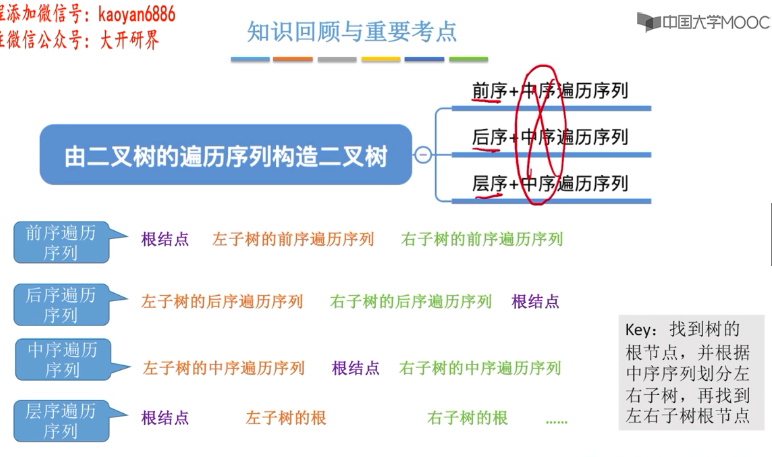 程添加微信号：kaoyan6886
注微信公众号：大开研界
知识回顾与重要考点
中国大学MOOC
前序+中序遍历序列
由二叉树的遍历序列构造二叉树
后序+中序遍历序列
层序+中序遍历序列
前序遍历
序列
根结点 左子树的前序遍历序列 右子树的前序遍历序列
后序遍历
序列
左子树的后序遍历序列 右子树的后序遍历序列 根结点
中序遍历
序列
左子树的中序遍历序列 根结点 右子树的中序遍历序列
层序遍历
序列
根结点 左子树的根 右子树的根 ……
Key：找到树的
根节点，并根据
中序序列划分左
右子树，再找到
左右子树根节点